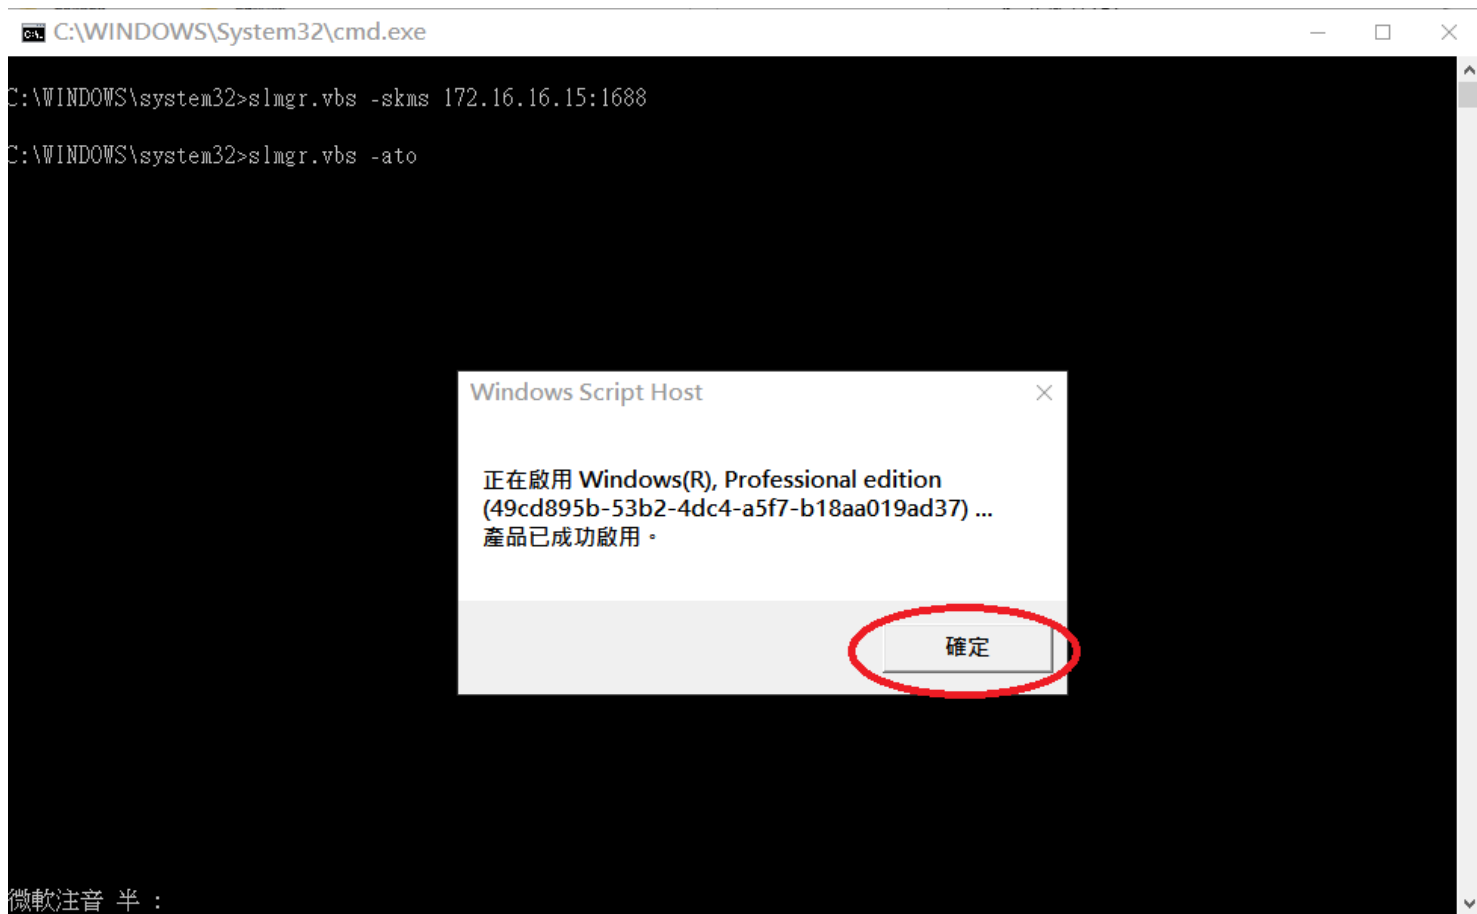 C:\WINDOWS\System32\cmd.exe
C:\WINDOWS\system32>slmgr.vbs -skms 172.16.16.15:1688
C:\WINDOWS\system32>slmgr.vbs -ato
Windows Script Host
正在啟用 Windows(R), Professional edition
(49cd895b-53b2-4dc4-a5f7-b18aa019ad37) ...
產品已成功啟用。
確定
微軟注音 半 :